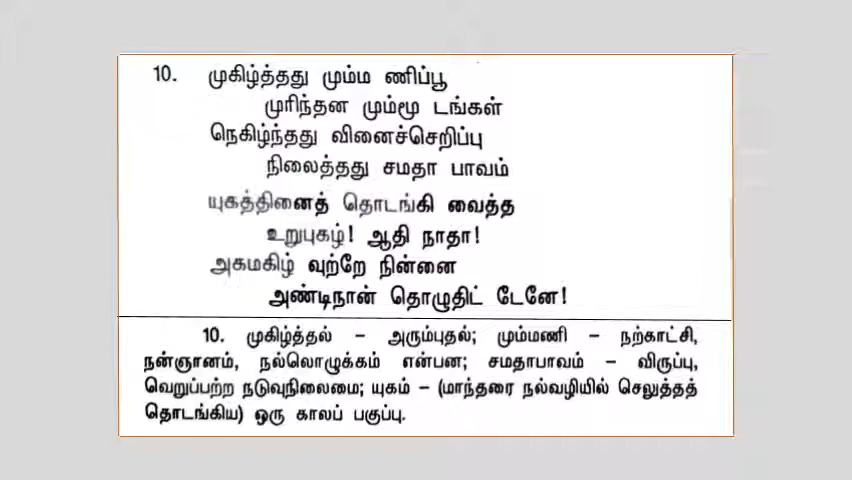 10. முகிழ்த்தது மும்ம ணிப்பூ
முரிந்தன மும்மூ டங்கள்
நெகிழ்ந்தது வினைச்செறிப்பு
நிலைத்தது சமதா பாவம்
யுகத்தினைத் தொடங்கி வைத்த
உறுபுகழ்! ஆதி நாதா!
அகமகிழ் வுற்றே நின்னை
அண்டிநான் தொழுதிட் டேனே!
10. முகிழ்த்தல் – அரும்புதல்; மும்மணி – நற்காட்சி,
நன்ஞானம், நல்லொழுக்கம் என்பன; சமதாபாவம் – விருப்பு,
வெறுப்பற்ற நடுவுநிலைமை; யுகம் – (மாந்தரை நல்வழியில் செலுத்தத்
தொடங்கிய) ஒரு காலப் பகுப்பு.